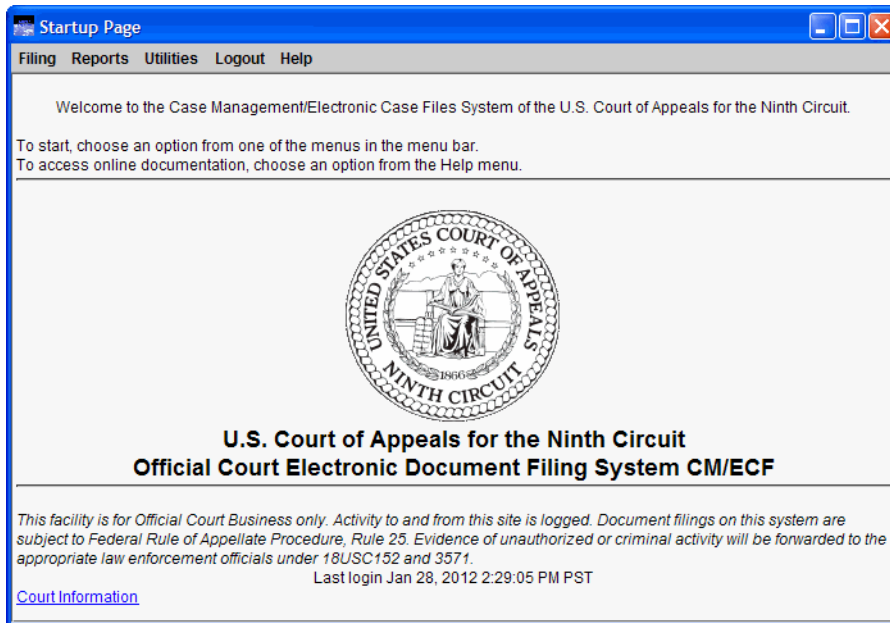 Startup Page
Filing Reports Utilities Logout Help
Welcome to the Case Management/Electronic Case Files System of the U.S. Court of Appeals for the Ninth Circuit.
To start, choose an option from one of the menus in the menu bar.
To access online documentation, choose an option from the Help menu.
UNITED STATES COURT OF APPEALS
1866
NINTH CIRCUIT
U.S. Court of Appeals for the Ninth Circuit
Official Court Electronic Document Filing System CM/ECF
This facility is for Official Court Business only. Activity to and from this site is logged. Document filings on this system are
subject to Federal Rule of Appellate Procedure, Rule 25. Evidence of unauthorized or criminal activity will be forwarded to the
appropriate law enforcement officials under 18USC152 and 3571.
Last login Jan 28, 2012 2:29:05 PM PST
Court Information